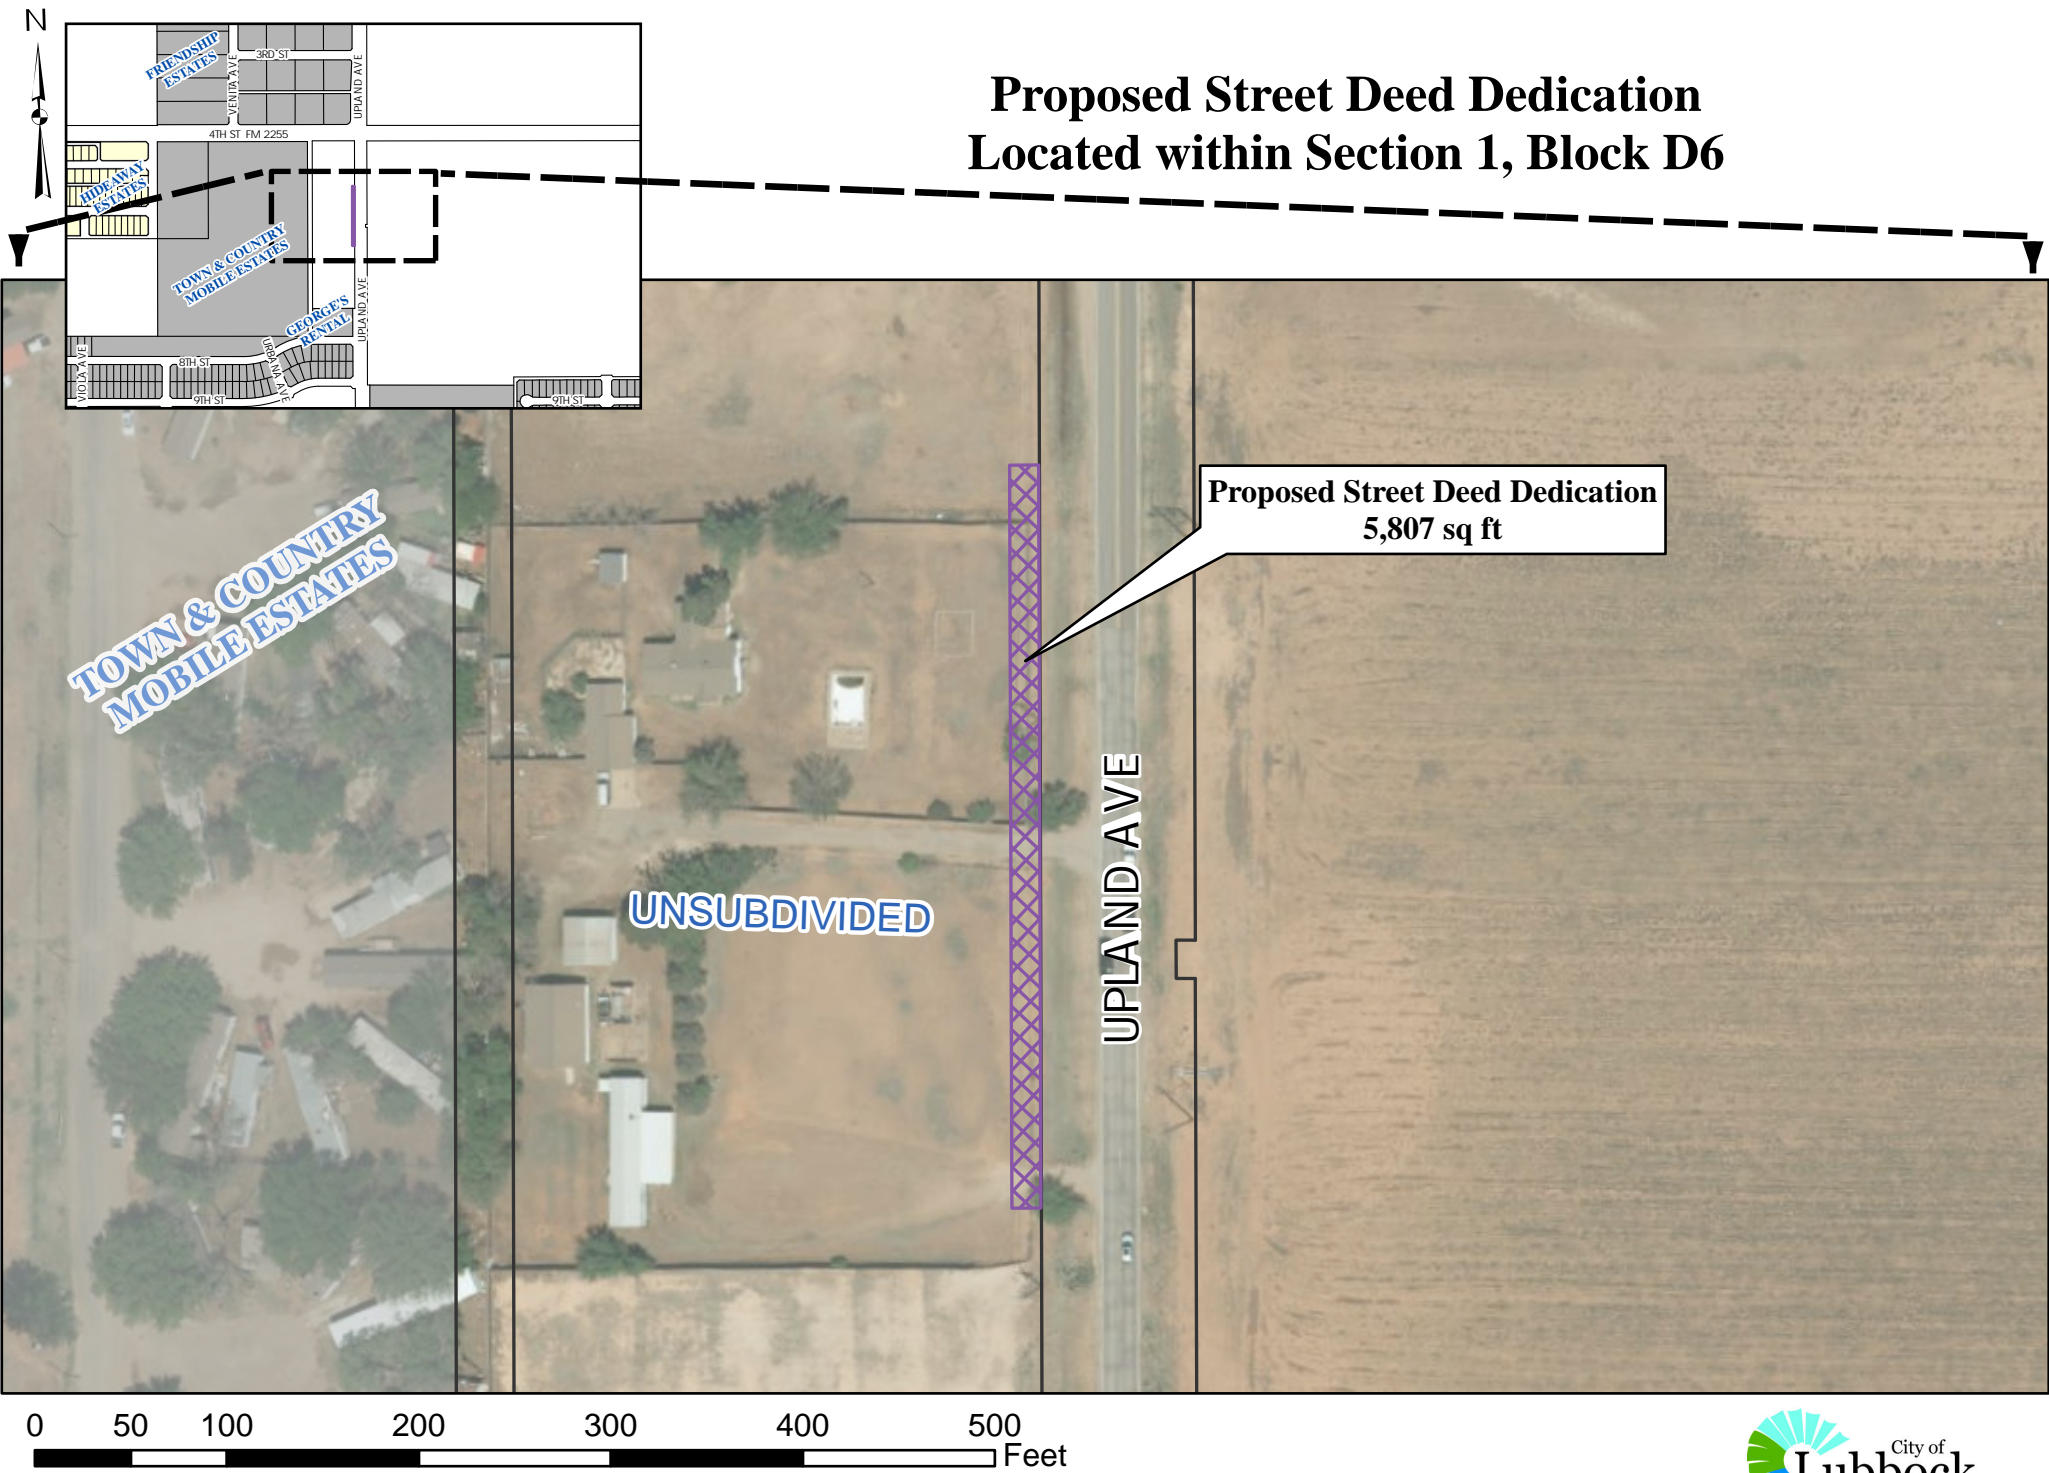 N
Proposed Street Deed Dedication
Located within Section 1, Block D6
FRIENDSHIP
ESTATES
VENITA AVE
3RD ST
UPLAND AVE
4TH ST FM 2255
HIDEAWAY
ESTATES
TOWN & COUNTRY
MOBILE ESTATES
GEORGE'S
RENTAL
UPLAND AVE
VIOLA AVE
8TH ST
URBANA AVE
9TH ST
9TH ST
Proposed Street Deed Dedication
5,807 sq ft
TOWN & COUNTRY
MOBILE ESTATES
UNSUBDIVIDED
UPLAND AVE
0 50 100 200 300 400 500
Feet
City of
Lubbock